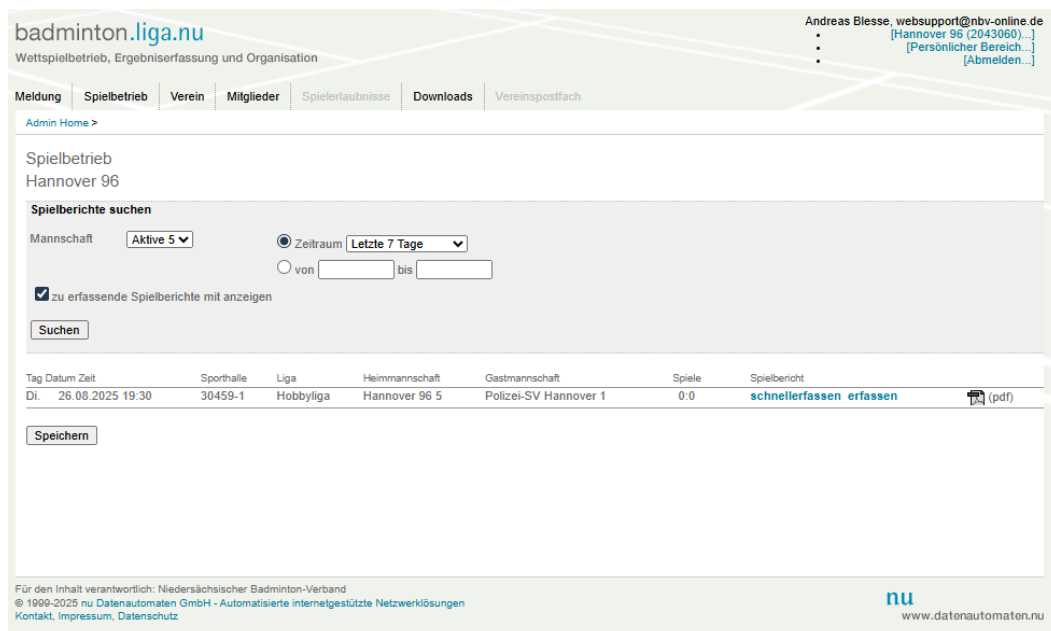 badminton.liga.nu
Wettspielbetrieb, Ergebniserfassung und Organisation
Andreas Blesse, websupport@nbv-online.de
[Hannover 96 (2043060)...]
[Persönlicher Bereich...]
[Abmelden...]
Meldung Spielbetrieb Verein Mitglieder Spielerlaubnisse Downloads Vereinspostfach
Admin Home >
Spielbetrieb
Hannover 96
Spielberichte suchen
Mannschaft Aktive 5 Zeitraum Letzte 7 Tage
von bis
zu erfassende Spielberichte mit anzeigen
Suchen
Tag Datum Zeit Sporthalle Liga Heimmannschaft Gastmannschaft Spiele Spielbericht
Di. 26.08.2025 19:30 30459-1 Hobbyliga Hannover 96 5 Polizei-SV Hannover 1 0:0 schnellerfassen erfassen (pdf)
Speichern
Für den Inhalt verantwortlich: Niedersächsischer Badminton-Verband
© 1999-2025 nu Datenautomaten GmbH - Automatisierte internetgestützte Netzwerklösungen
Kontakt, Impressum, Datenschutz
nu
www.datenautomaten.nu